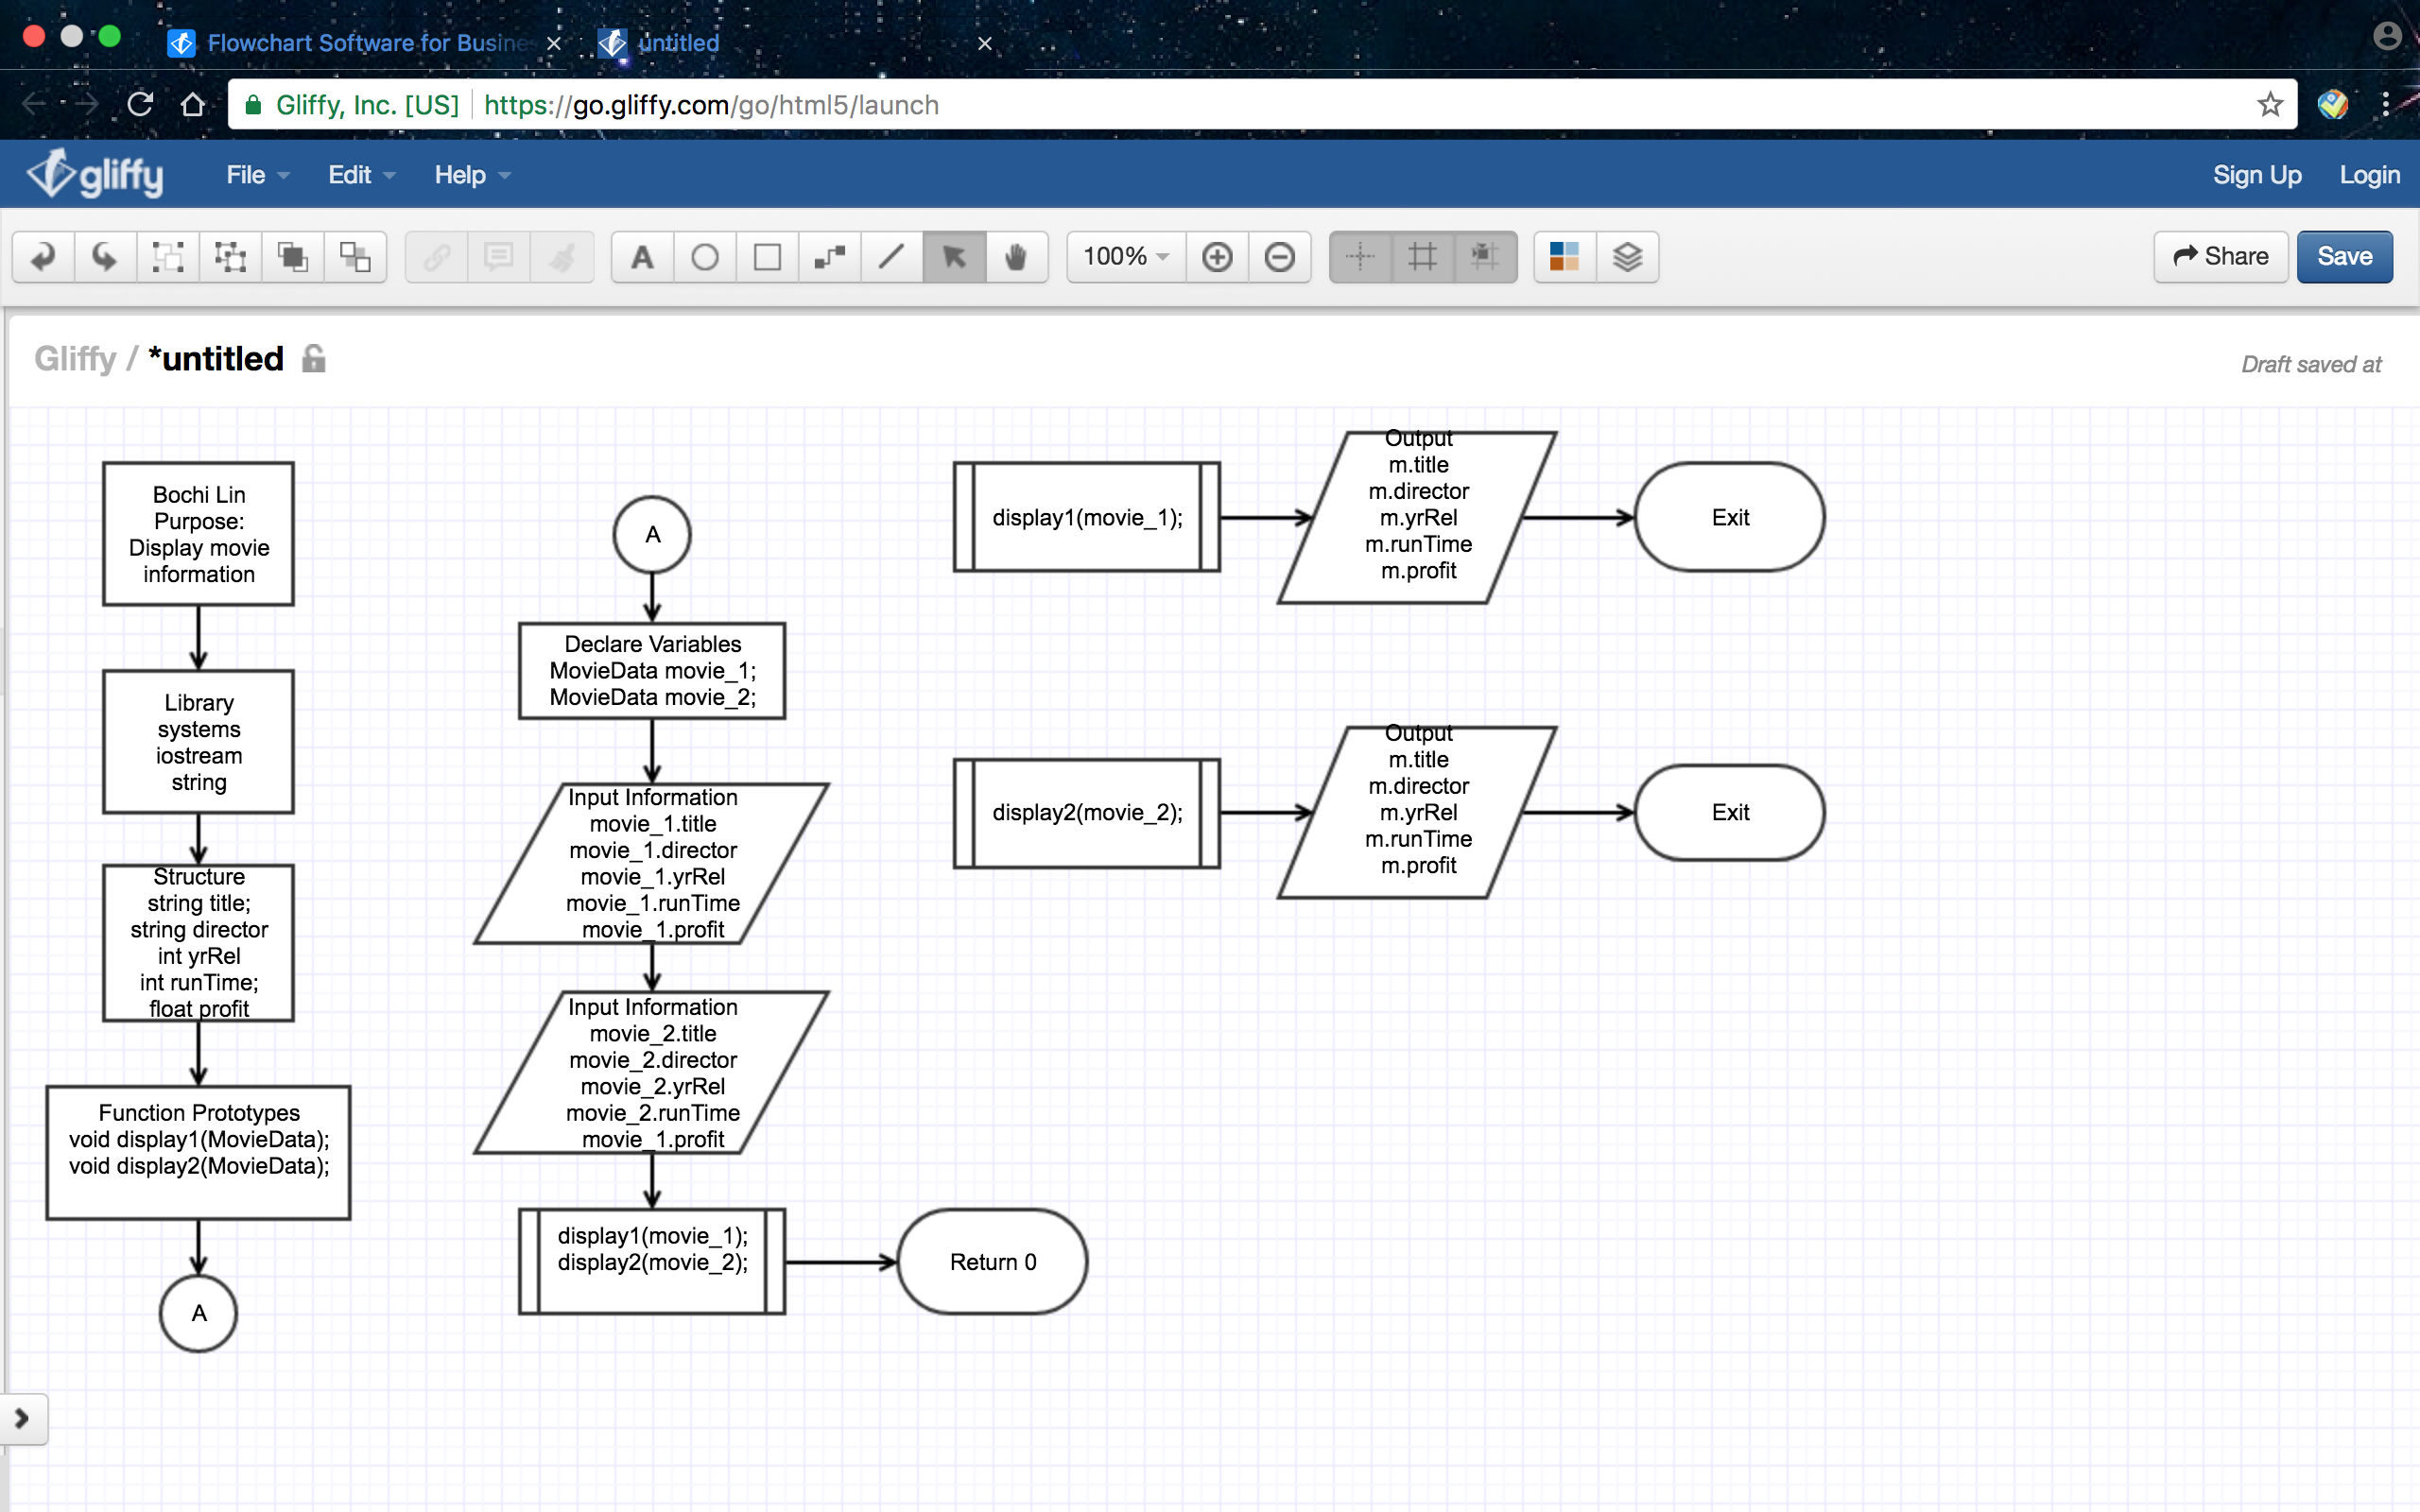 Flowchart Software for Busine
untitled
Gliffy, Inc. [US]
https://go.gliffy.com/go/html5/launch
gliffy
File
Edit
Help
Sign Up
Login
A
100%
Share
Save
Gliffy / *untitled
Draft saved at
Bochi Lin
Purpose:
Display movie
information
Library
systems
iostream
string
Structure
string title;
string director
int yrRel
int runTime;
float profit
Function Prototypes
void display1(MovieData);
void display2(MovieData);
A
A
Declare Variables
MovieData movie_1;
MovieData movie_2;
Input Information
movie_1.title
movie_1.director
movie_1.yrRel
movie_1.runTime
movie_1.profit
Input Information
movie_2.title
movie_2.director
movie_2.yrRel
movie_2.runTime
movie_1.profit
display1(movie_1);
display2(movie_2);
Return 0
display1(movie_1);
Output
m.title
m.director
m.yrRel
m.runTime
m.profit
Exit
display2(movie_2);
Output
m.title
m.director
m.yrRel
m.runTime
m.profit
Exit